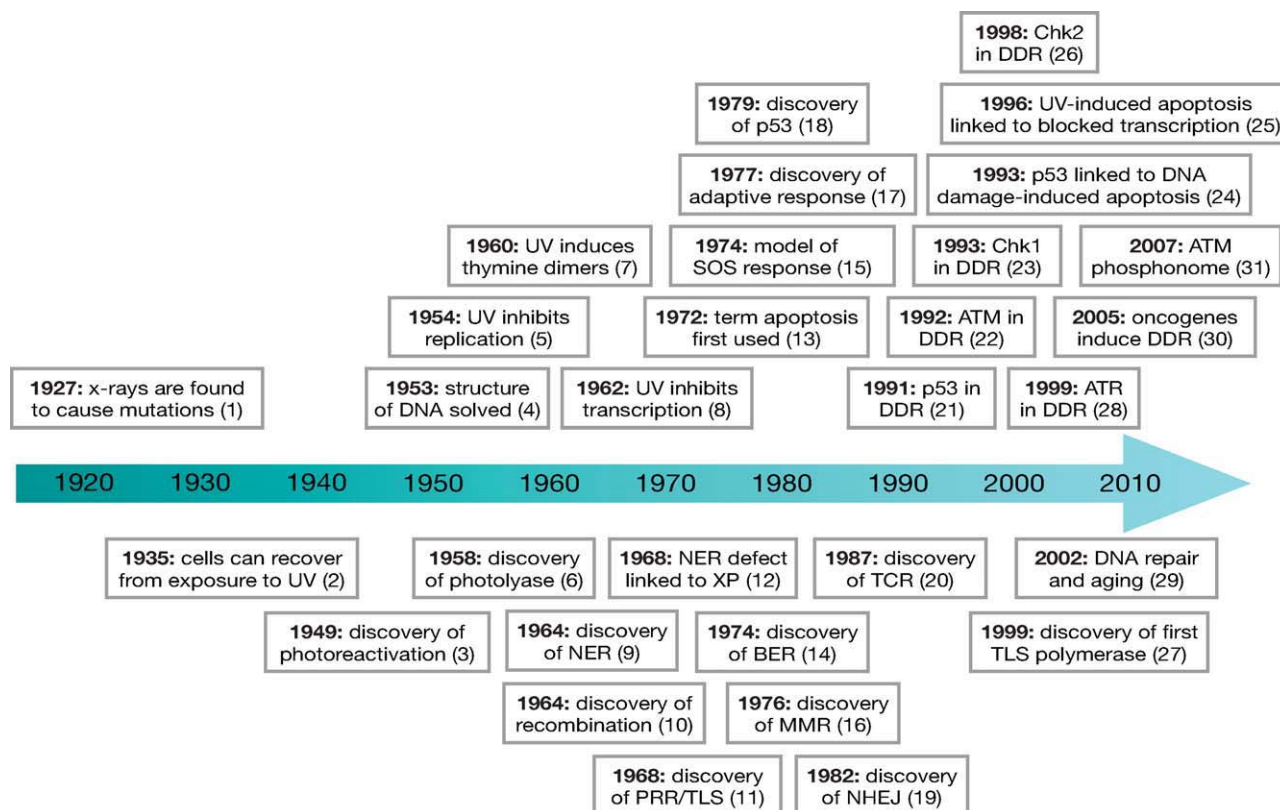 1998: Chk2
in DDR (26)
1979: discovery
of p53 (18)
1996: UV-induced apoptosis
linked to blocked transcription (25)
1977: discovery of
adaptive response (17)
1993: p53 linked to DNA
damage-induced apoptosis (24)
1960: UV induces
thymine dimers (7)
1974: model of
SOS response (15)
1993: Chk1
in DDR (23)
2007: ATM
phosphonome (31)
1954: UV inhibits
replication (5)
1972: term apoptosis
first used (13)
1992: ATM in
DDR (22)
2005: oncogenes
induce DDR (30)
1927: x-rays are found
to cause mutations (1)
1953: structure
of DNA solved (4)
1962: UV inhibits
transcription (8)
1991: p53 in
DDR (21)
1999: ATR
in DDR (28)
1920 1930 1940 1950 1960 1970 1980 1990 2000 2010
1935: cells can recover
from exposure to UV (2)
1958: discovery
of photolyase (6)
1968: NER defect
linked to XP (12)
1987: discovery
of TCR (20)
2002: DNA repair
and aging (29)
1949: discovery of
photoreactivation (3)
1964: discovery
of NER (9)
1974: discovery
of BER (14)
1999: discovery of first
TLS polymerase (27)
1964: discovery of
recombination (10)
1976: discovery
of MMR (16)
1968: discovery
of PRR/TLS (11)
1982: discovery
of NHEJ (19)